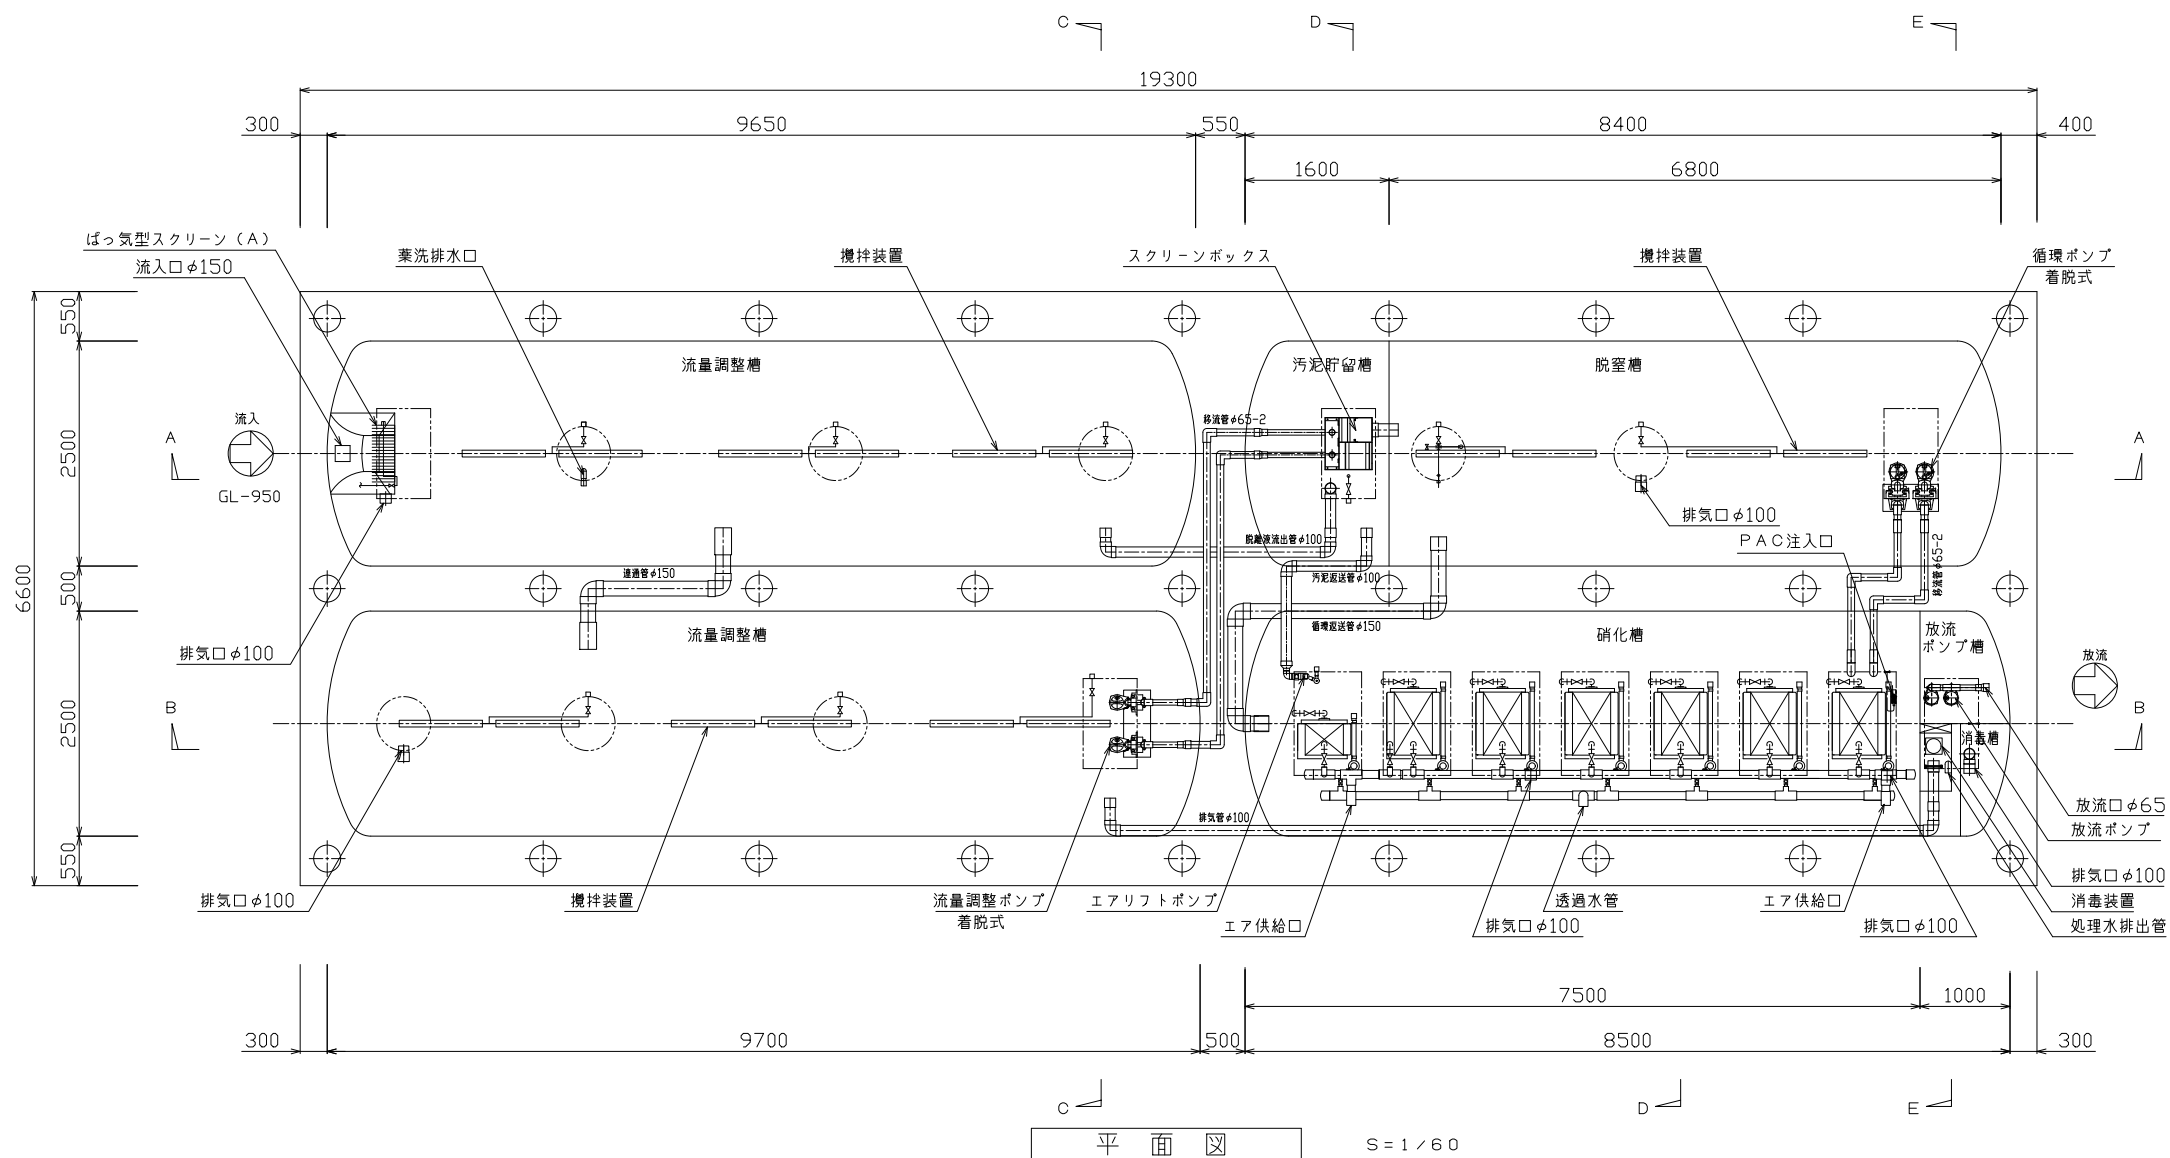 C
D
E
19300
300
9650
550
8400
400
1600
6800
ばっ気型スクリーン(A)
流入口φ150
薬洗排水口
攪拌装置
スクリーンボックス
攪拌装置
循環ポンプ
着脱式
6600
550
2500
500
2500
550
流量調整槽
汚泥貯留槽
脱窒槽
流入
GL-950
A
A
移流管φ65-2
排気口φ100
PAC注入口
脱離液流出管φ100
汚泥返送管φ100
移流管φ65-2
連通管φ150
循環返送管φ150
排気口φ100
流量調整槽
硝化槽
放流
ポンプ槽
放流
B
B
消毒槽
排気管φ100
放流口φ65
放流ポンプ
排気口φ100
消毒装置
処理水排出管
排気口φ100
攪拌装置
流量調整ポンプ
着脱式
エアリフトポンプ
エア供給口
排気口φ100
透過水管
エア供給口
排気口φ100
7500
1000
300
9700
500
8500
300
C
D
E
平面図
S=1/60